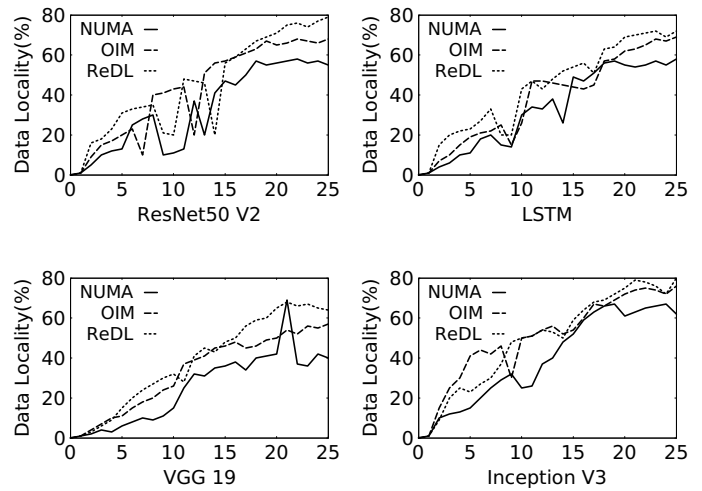 Data Locality(%)
80
60
40
20
0
NUMA
OIM
ReDL
0 5 10 15 20 25
ResNet50 V2
Data Locality(%)
80
60
40
20
0
NUMA
OIM
ReDL
0 5 10 15 20 25
LSTM
Data Locality(%)
80
60
40
20
0
NUMA
OIM
ReDL
0 5 10 15 20 25
VGG 19
Data Locality(%)
80
60
40
20
0
NUMA
OIM
ReDL
0 5 10 15 20 25
Inception V3